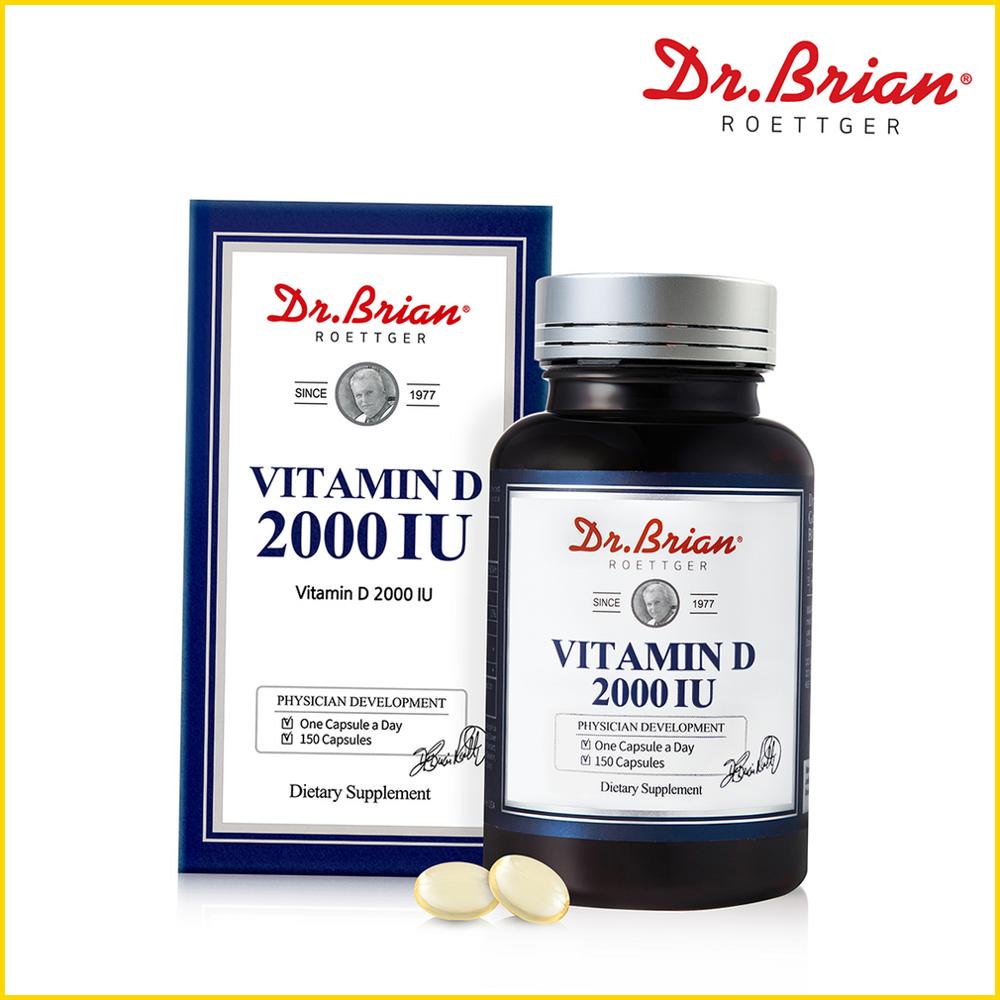 Dr.Brian®
ROETTGER
Dr.Brian®
ROETTGER
SINCE 1977
VITAMIN D
2000 IU
Vitamin D 2000 IU
PHYSICIAN DEVELOPMENT
One Capsule a Day
150 Capsules
Dietary Supplement
Dr.Brian®
ROETTGER
SINCE 1977
VITAMIN D
2000 IU
PHYSICIAN DEVELOPMENT
One Capsule a Day
150 Capsules
Dietary Supplement